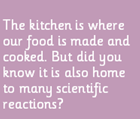 The kitchen is where
our food is made and
cooked. But did you
know it is also home
to many scientific
reactions?